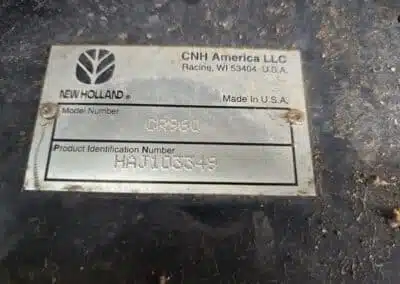 CNH America LLC
Racine, WI 53404 U.S.A.
NEW HOLLAND®
Made in U.S.A.
Model Number
CR960
Product Identification Number
HAJ103349